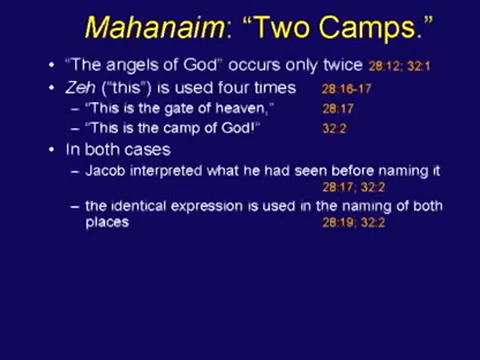 Mahanaim: “Two Camps.”
• “The angels of God” occurs only twice 28:12; 32:1
• Zeh (“this”) is used four times 28:16-17
– “This is the gate of heaven,” 28:17
– “This is the camp of God!” 32:2
• In both cases
– Jacob interpreted what he had seen before naming it
28:17; 32:2
– the identical expression is used in the naming of both
places 28:19; 32:2